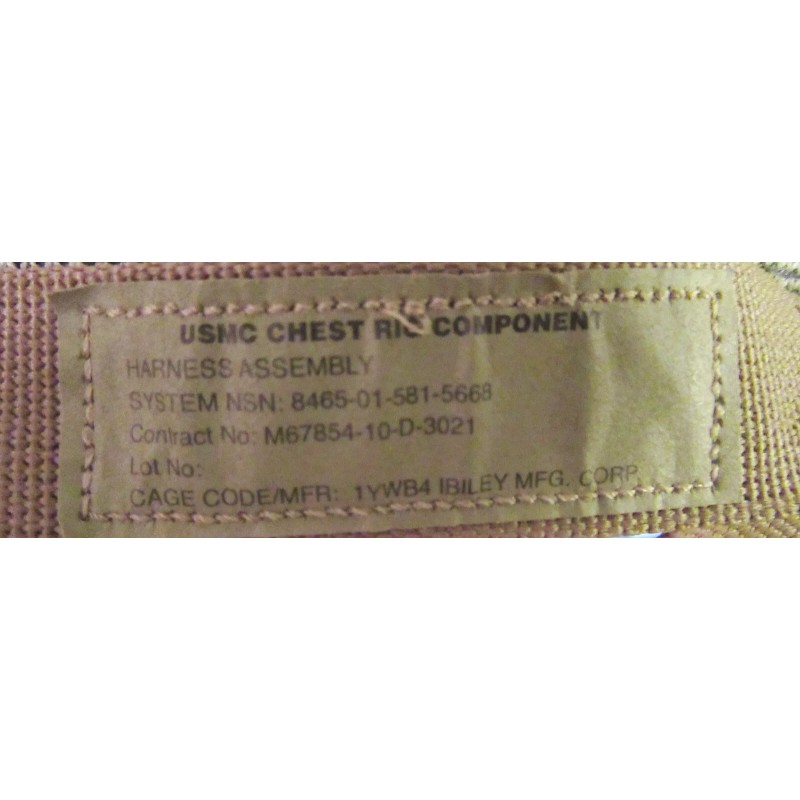 USMC CHEST RIG COMPONENT
HARNESS ASSEMBLY
SYSTEM NSN: 8465-01-581-5668
Contract No: M67854-10-D-3021
Lot No:
CAGE CODE/MFR: 1YWB4 IBILEY MFG. CORP.